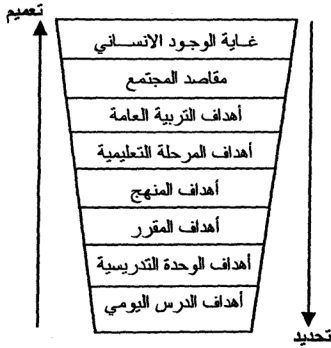 تعميم
غاية الوجود الانساني
مقاصد المجتمع
أهداف التربية العامة
أهداف المرحلة التعليمية
أهداف المنهج
أهداف المقرر
أهداف الوحدة التدريسية
أهداف الدرس اليومي
تحديد